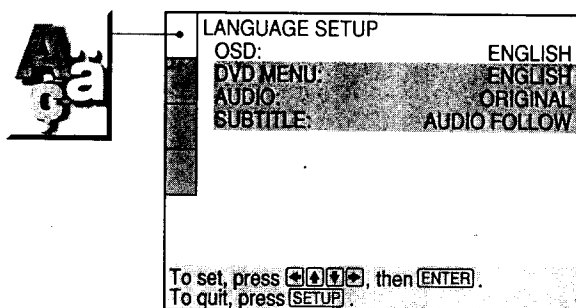 LANGUAGE SETUP
OSD: ENGLISH
DVD MENU: ENGLISH
AUDIO: ORIGINAL
SUBTITLE: AUDIO FOLLOW
To set, press ←↑↓→, then ENTER.
To quit, press SETUP.